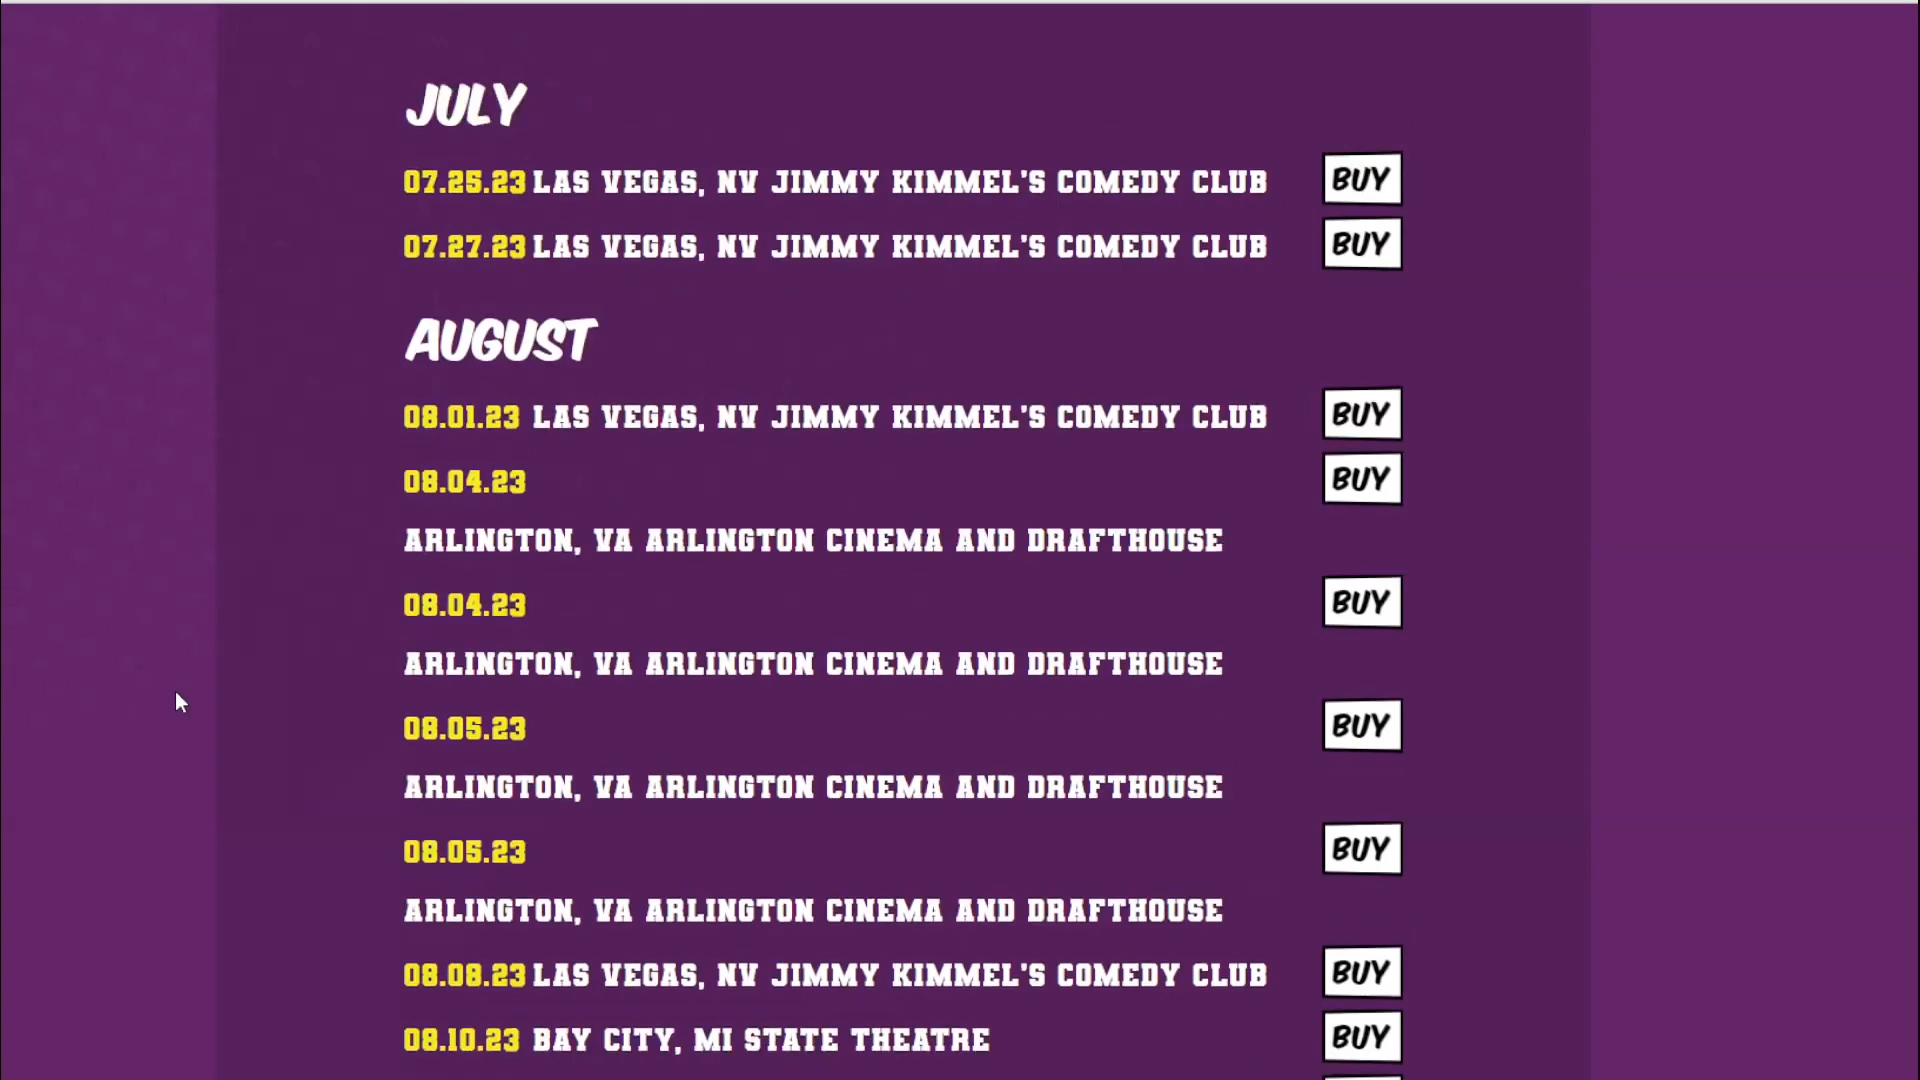 JULY
07.25.23 LAS VEGAS, NV JIMMY KIMMEL'S COMEDY CLUB BUY
07.27.23 LAS VEGAS, NV JIMMY KIMMEL'S COMEDY CLUB BUY
AUGUST
08.01.23 LAS VEGAS, NV JIMMY KIMMEL'S COMEDY CLUB BUY
08.04.23 BUY
ARLINGTON, VA ARLINGTON CINEMA AND DRAFTHOUSE
08.04.23 BUY
ARLINGTON, VA ARLINGTON CINEMA AND DRAFTHOUSE
08.05.23 BUY
ARLINGTON, VA ARLINGTON CINEMA AND DRAFTHOUSE
08.05.23 BUY
ARLINGTON, VA ARLINGTON CINEMA AND DRAFTHOUSE
08.08.23 LAS VEGAS, NV JIMMY KIMMEL'S COMEDY CLUB BUY
08.10.23 BAY CITY, MI STATE THEATRE BUY